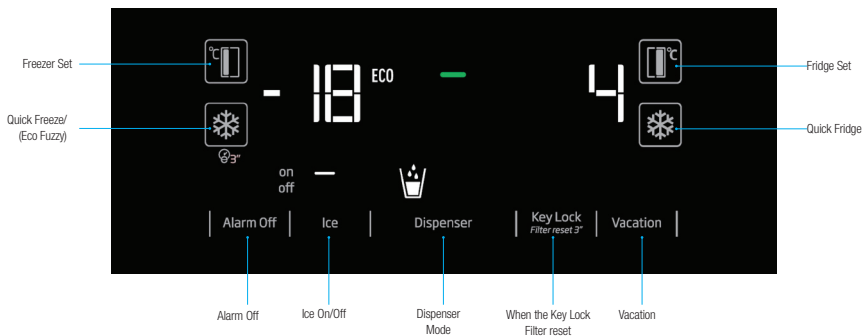 Freezer Set
°C
- 18
ECO
4
°C
Fridge Set
Quick Freeze/
(Eco Fuzzy)
3"
Quick Fridge
on
off
Alarm Off
Ice
Dispenser
Key Lock
Filter reset 3"
Vacation
Alarm Off
Ice On/Off
Dispenser
Mode
When the Key Lock
Filter reset
Vacation